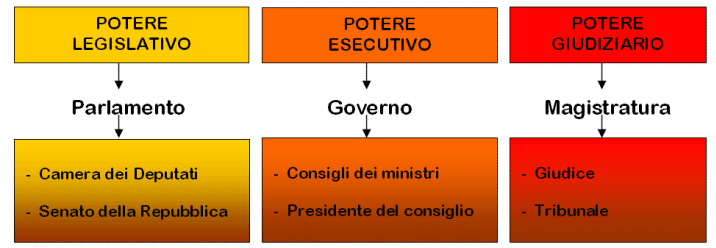 POTERE
LEGISLATIVO
POTERE
ESECUTIVO
POTERE
GIUDIZIARIO
Parlamento
Governo
Magistratura
- Camera dei Deputati
- Senato della Repubblica
- Consigli dei ministri
- Presidente del consiglio
- Giudice
- Tribunale